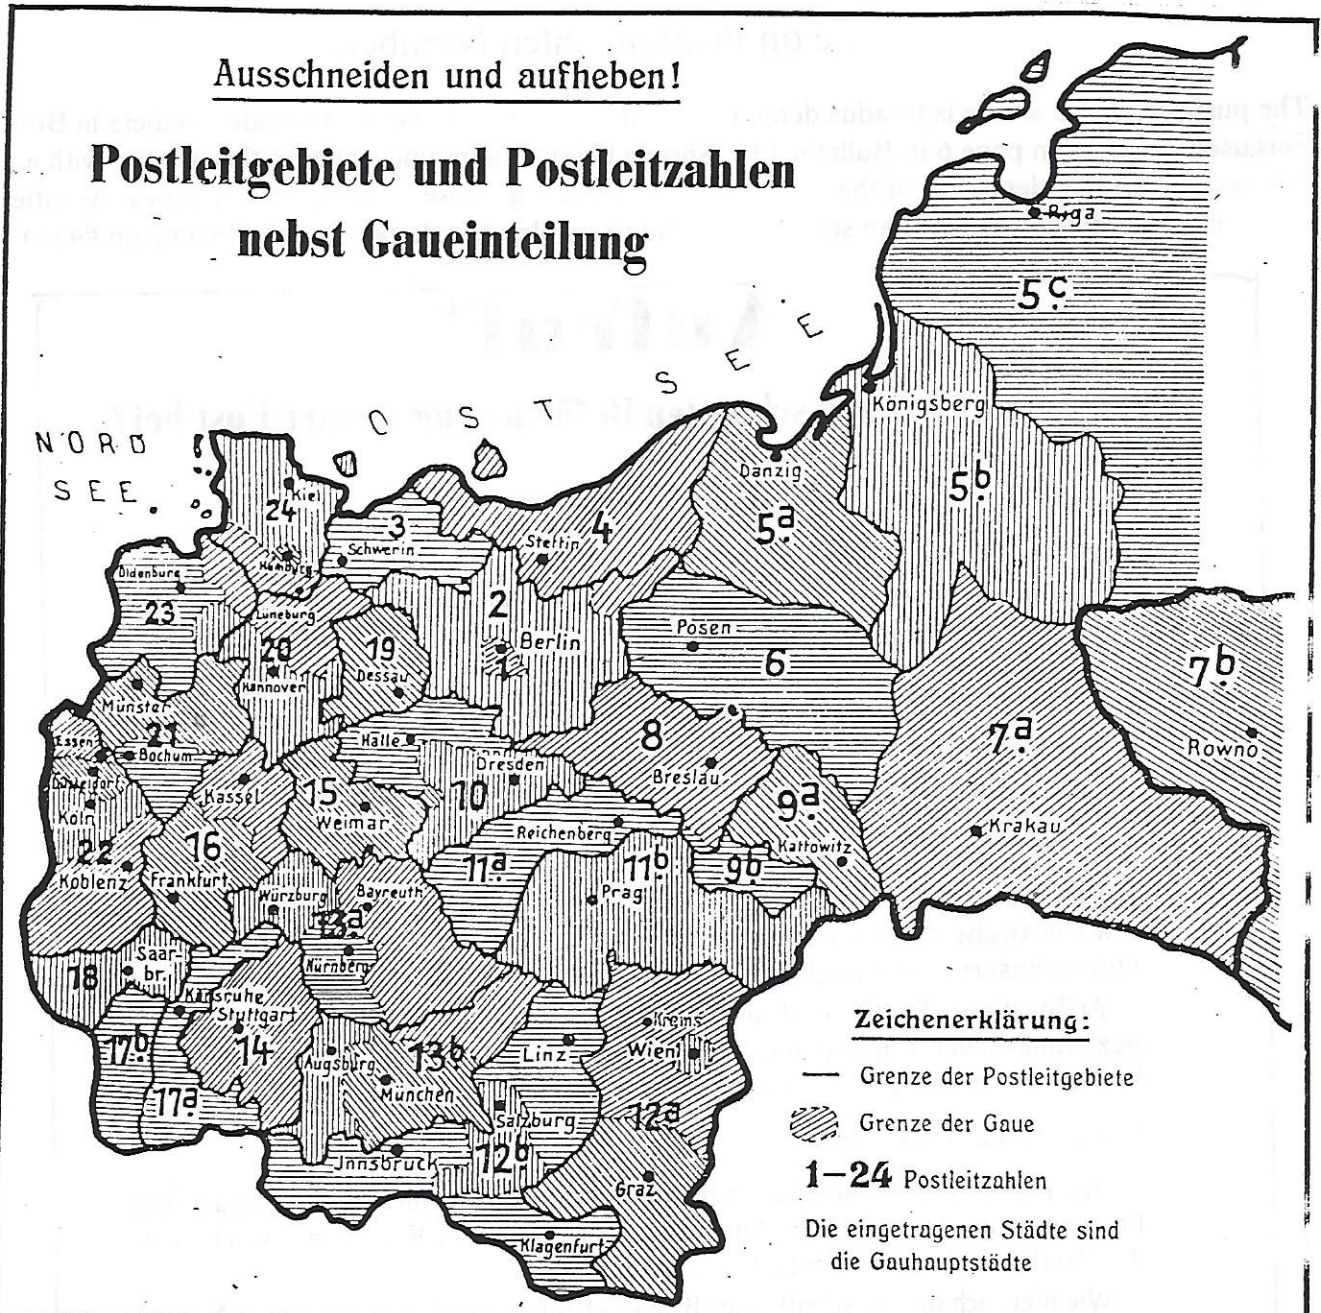 Ausschneiden und aufheben!
Postleitgebiete und Postleitzahlen
nebst Gaueinteilung
Riga
5c
OSTSEE
Königsberg
NORD
SEE
Danzig
5b
Kiel
24
3
4
5a
Schwerin
Stettin
Hamburg
Oldenburg
23
Lüneburg
2
Berlin
1
Posen
6
20
19
Hannover
Dessau
7b
Münster
21
Rowno
Essen
Bochum
Halle
8
7a
Düsseldorf
Dresden
Breslau
Kassel
15
10
9a
Köln
Weimar
Reichenberg
Krakau
Kattowitz
22
16
11a
11b
9b
Koblenz
Frankfurt
Würzburg
Bayreuth
Prag
13a
Saar-
br.
Nürnberg
18
Karsruhe
Stuttgart
Krems
17b
14
Augsburg
13b
Linz
Wien
München
17a
Salzburg
12a
Innsbruck
12b
Graz
Klagenfurt
Zeichenerklärung:
Grenze der Postleitgebiete
Grenze der Gaue
1—24 Postleitzahlen
Die eingetragenen Städte sind
die Gauhauptstädte